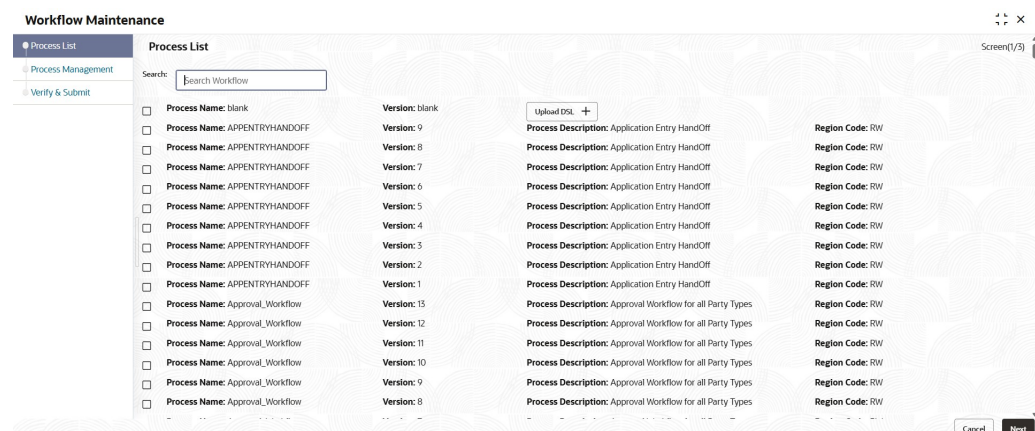 Workflow Maintenance
Process List
Process Management
Verify & Submit
Process List Screen(1/3)
Search: Search Workflow
Process Name: blank Version: blank Upload DSL +
Process Name: APPENTRYHANDOFF Version: 9 Process Description: Application Entry HandOff Region Code: RW
Process Name: APPENTRYHANDOFF Version: 8 Process Description: Application Entry HandOff Region Code: RW
Process Name: APPENTRYHANDOFF Version: 7 Process Description: Application Entry HandOff Region Code: RW
Process Name: APPENTRYHANDOFF Version: 6 Process Description: Application Entry HandOff Region Code: RW
Process Name: APPENTRYHANDOFF Version: 5 Process Description: Application Entry HandOff Region Code: RW
Process Name: APPENTRYHANDOFF Version: 4 Process Description: Application Entry HandOff Region Code: RW
Process Name: APPENTRYHANDOFF Version: 3 Process Description: Application Entry HandOff Region Code: RW
Process Name: APPENTRYHANDOFF Version: 2 Process Description: Application Entry HandOff Region Code: RW
Process Name: APPENTRYHANDOFF Version: 1 Process Description: Application Entry HandOff Region Code: RW
Process Name: Approval_Workflow Version: 13 Process Description: Approval Workflow for all Party Types Region Code: RW
Process Name: Approval_Workflow Version: 12 Process Description: Approval Workflow for all Party Types Region Code: RW
Process Name: Approval_Workflow Version: 11 Process Description: Approval Workflow for all Party Types Region Code: RW
Process Name: Approval_Workflow Version: 10 Process Description: Approval Workflow for all Party Types Region Code: RW
Process Name: Approval_Workflow Version: 9 Process Description: Approval Workflow for all Party Types Region Code: RW
Process Name: Approval_Workflow Version: 8 Process Description: Approval Workflow for all Party Types Region Code: RW
Cancel Next